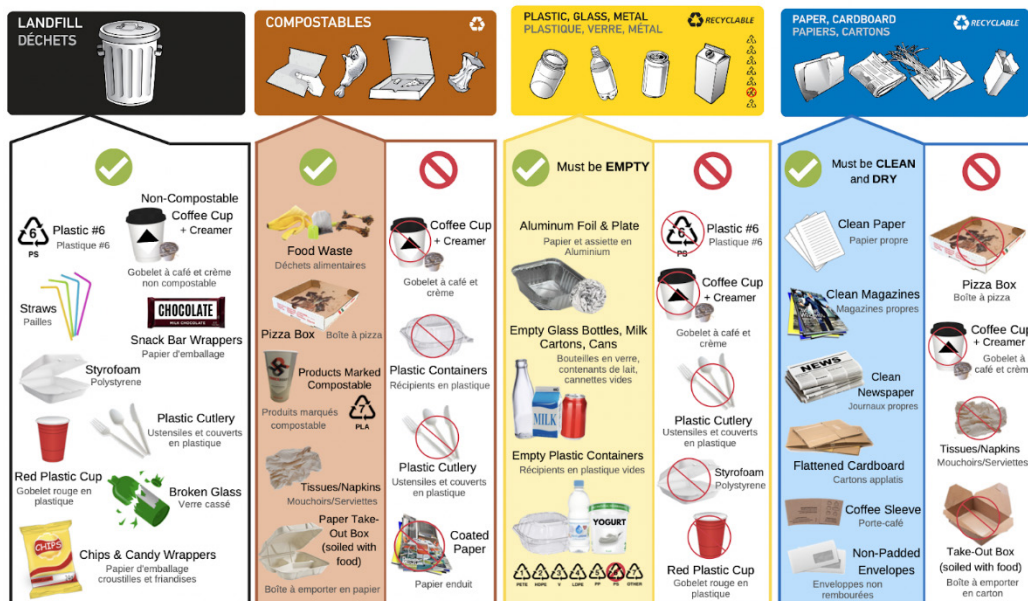 LANDFILL
DÉCHETS
COMPOSTABLES
PLASTIC, GLASS, METAL
PLASTIQUE, VERRE, MÉTAL
RECYCLABLE
PAPER, CARDBOARD
PAPIERS, CARTONS
RECYCLABLE
6
PS
Plastic #6
Plastique #6
Non-Compostable
Coffee Cup
+ Creamer
Gobelet à café et crème
non compostable
Straws
Pailles
CHOCOLATE
MILK CHOCOLATE
Snack Bar Wrappers
Papier d'emballage
Styrofoam
Polystyrene
Plastic Cutlery
Ustensiles et couverts
en plastique
Red Plastic Cup
Gobelet rouge en
plastique
Broken Glass
Verre cassé
CHIPS
Chips & Candy Wrappers
Papier d'emballage
croustilles et friandises
Food Waste
Déchets alimentaires
Pizza Box
Boîte à pizza
Products Marked
Compostable
Produits marqués
compostable
7
PLA
Tissues/Napkins
Mouchoirs/Serviettes
Paper Take-
Out Box
(soiled with
food)
Boîte à emporter en papier
Coffee Cup
+ Creamer
Gobelet à café et
crème
Plastic Containers
Récipients en plastique
Plastic Cutlery
Ustensiles et couverts
en plastique
Coated
Paper
Papier enduit
Must be EMPTY
Aluminum Foil & Plate
Papier et assiette en
Aluminium
Empty Glass Bottles, Milk
Cartons, Cans
Bouteilles en verre,
contenants de lait,
cannettes vides
MILK
Empty Plastic Containers
Récipients en plastique vides
YOGURT
1 2 3 4 5 6 7
PETE HDPE V LDPE PP PS OTHER
6
PS
Plastic #6
Plastique #6
Coffee Cup
+ Creamer
Gobelet à café et
crème
Plastic Cutlery
Ustensiles et couverts
en plastique
Styrofoam
Polystyrene
Red Plastic Cup
Gobelet rouge en
plastique
Must be CLEAN
and DRY
Clean Paper
Papier propre
Clean Magazines
Magazines propres
NEWS
Clean
Newspaper
Journaux propres
Flattened Cardboard
Cartons applatis
Coffee Sleeve
Porte-café
Non-Padded
Envelopes
Enveloppes non
rembourées
Pizza Box
Boîte à pizza
Coffee Cup
+ Creamer
Gobelet à
café et crème
Tissues/Napkins
Mouchoirs/Serviettes
Take-Out Box
(soiled with food)
Boîte à emporter
en carton